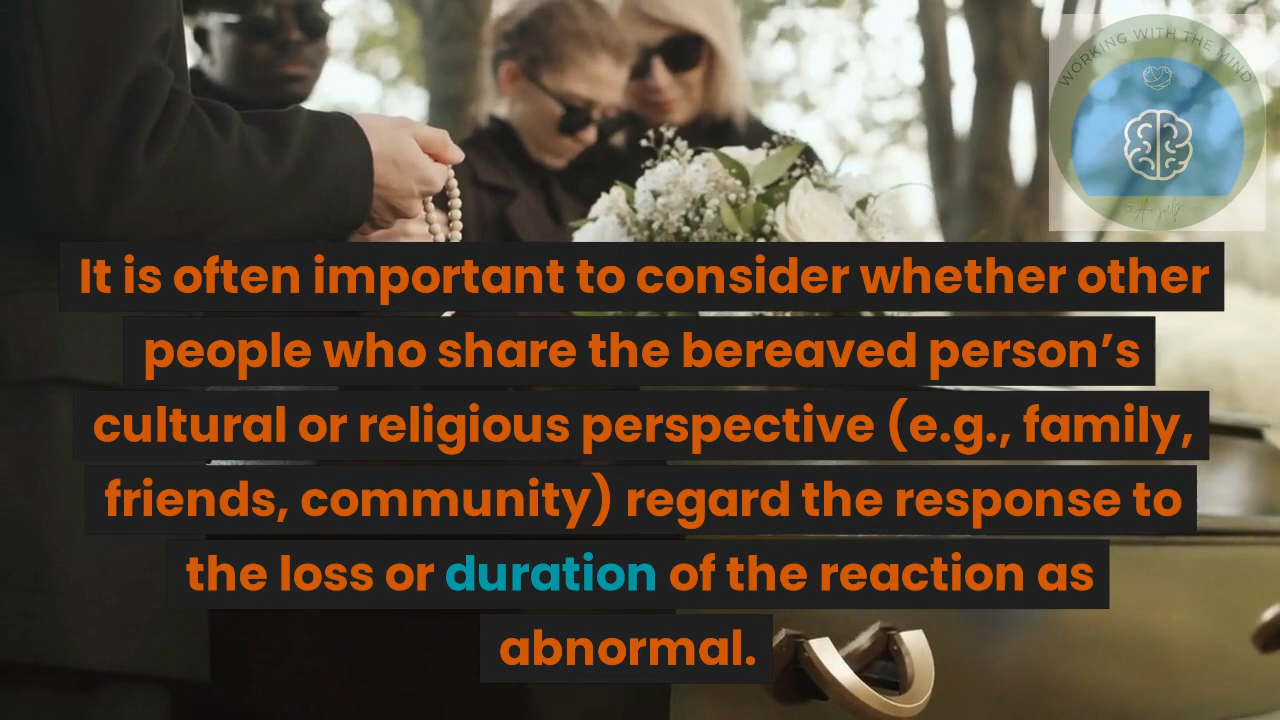 WORKING WITH THE MIND
It is often important to consider whether other
people who share the bereaved person’s
cultural or religious perspective (e.g., family,
friends, community) regard the response to
the loss or duration of the reaction as
abnormal.